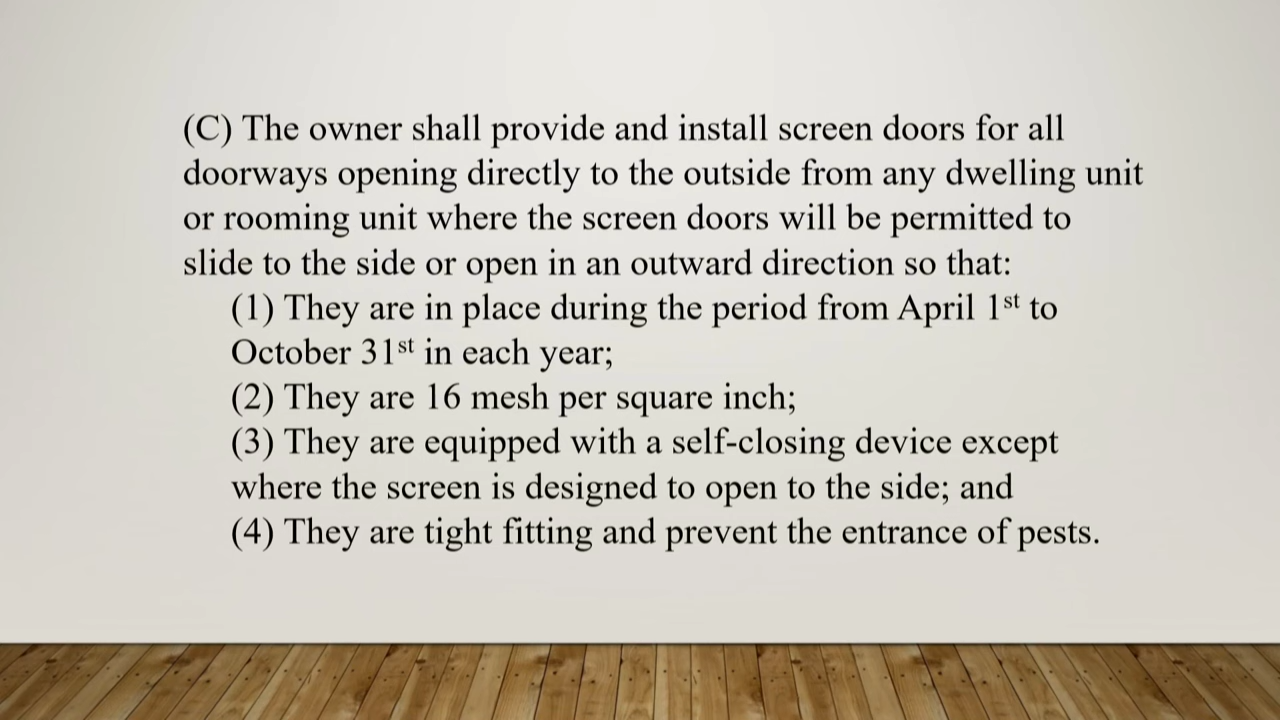 (C) The owner shall provide and install screen doors for all
doorways opening directly to the outside from any dwelling unit
or rooming unit where the screen doors will be permitted to
slide to the side or open in an outward direction so that:
(1) They are in place during the period from April 1st to
October 31st in each year;
(2) They are 16 mesh per square inch;
(3) They are equipped with a self-closing device except
where the screen is designed to open to the side; and
(4) They are tight fitting and prevent the entrance of pests.